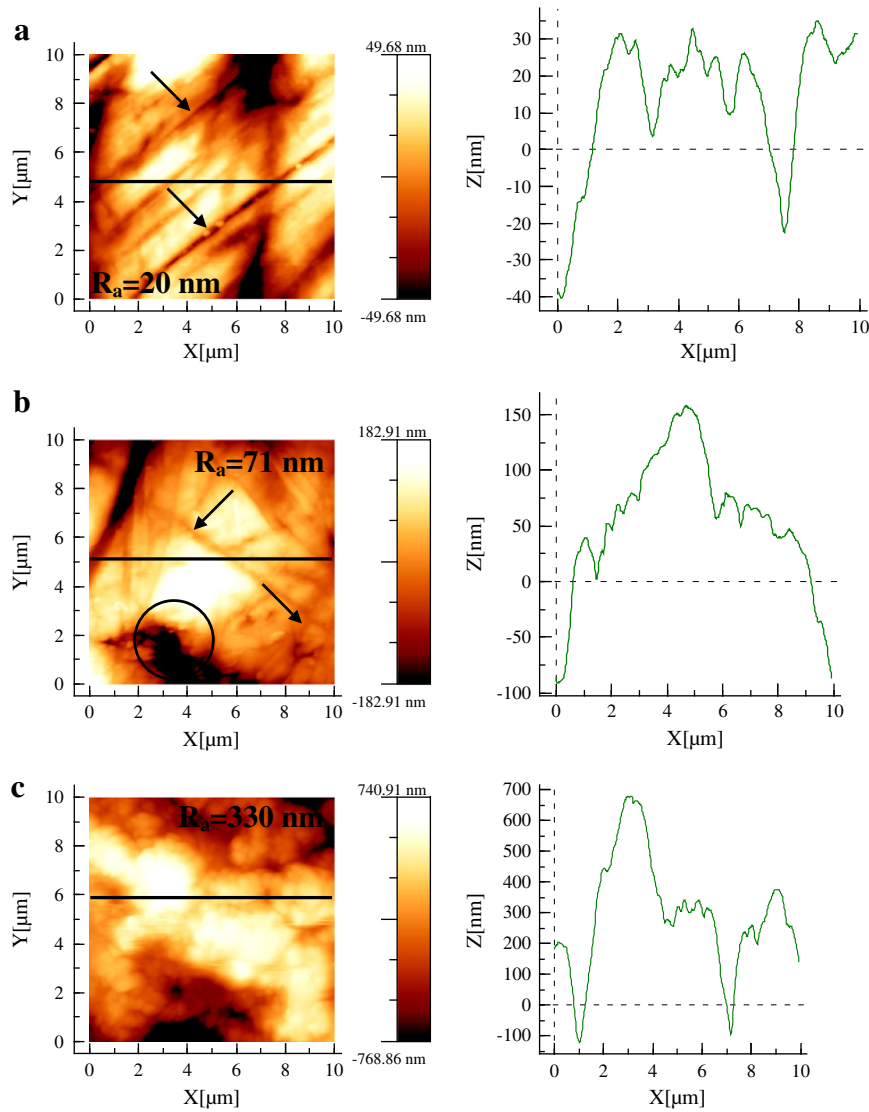 a
49.68 nm
10
8
6
4
2
0
Y[µm]
Rₐ=20 nm
0 2 4 6 8 10
X[µm]
-49.68 nm
30
20
10
0
-10
-20
-30
-40
Z[nm]
0 2 4 6 8 10
X[µm]
b
182.91 nm
10
8
6
4
2
0
Y[µm]
Rₐ=71 nm
0 2 4 6 8 10
X[µm]
-182.91 nm
150
100
50
0
-50
-100
Z[nm]
0 2 4 6 8 10
X[µm]
c
740.91 nm
10
8
6
4
2
0
Y[µm]
Rₐ=330 nm
0 2 4 6 8 10
X[µm]
-768.86 nm
700
600
500
400
300
200
100
0
-100
Z[nm]
0 2 4 6 8 10
X[µm]